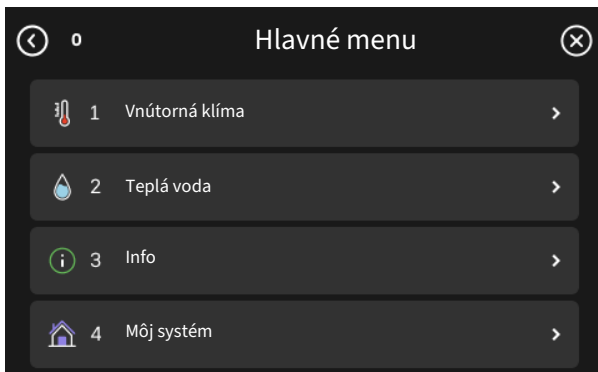 0 Hlavné menu
1 Vnútorná klíma
2 Teplá voda
3 Info
4 Môj systém